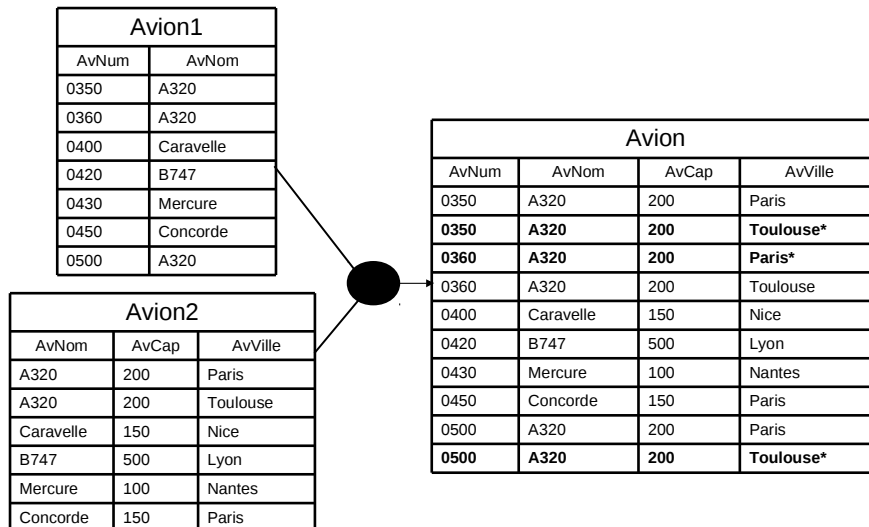 Avion1
AvNum AvNom
0350 A320
0360 A320
0400 Caravelle
0420 B747
0430 Mercure
0450 Concorde
0500 A320
Avion2
AvNom AvCap AvVille
A320 200 Paris
A320 200 Toulouse
Caravelle 150 Nice
B747 500 Lyon
Mercure 100 Nantes
Concorde 150 Paris
Avion
AvNum AvNom AvCap AvVille
0350 A320 200 Paris
0350 A320 200 Toulouse*
0360 A320 200 Paris*
0360 A320 200 Toulouse
0400 Caravelle 150 Nice
0420 B747 500 Lyon
0430 Mercure 100 Nantes
0450 Concorde 150 Paris
0500 A320 200 Paris
0500 A320 200 Toulouse*